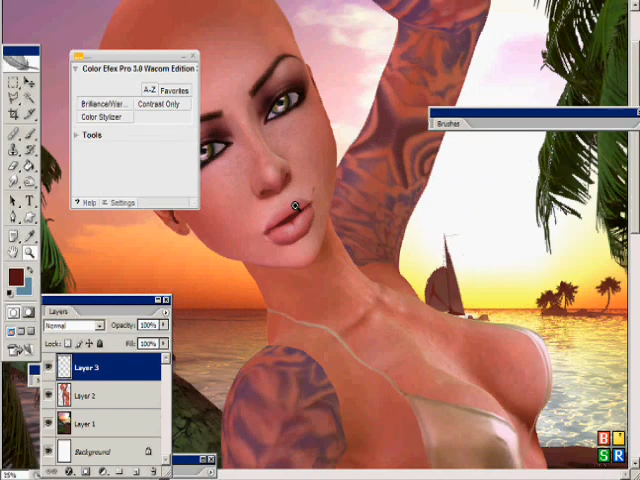 Color Efex Pro 3.0 Wacom Edition
A-Z
Favorites
Brilliance/War...
Contrast Only
Color Stylizer
Tools
? Help
Settings
Brushes
T
Layers
Normal
Opacity: 100%
Lock:
Fill: 100%
Layer 3
Layer 2
Layer 1
Background
B
S R